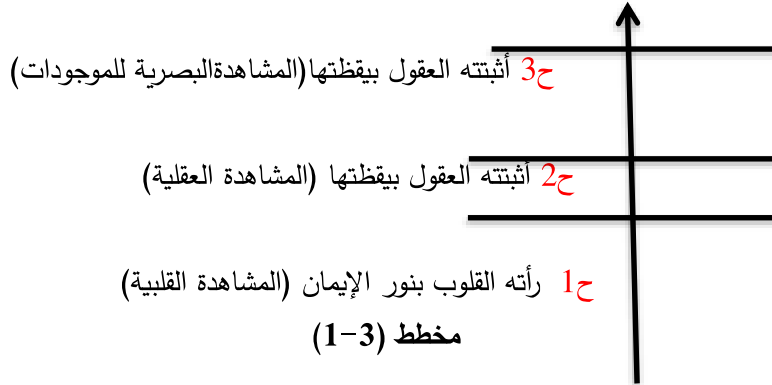 ح3 أثبتته العقول بيقظتها(المشاهدةالبصرية للموجودات)
ح2 أثبتته العقول بيقظتها (المشاهدة العقلية)
ح1 رأته القلوب بنور الإيمان (المشاهدة القلبية)
مخطط (3-1)